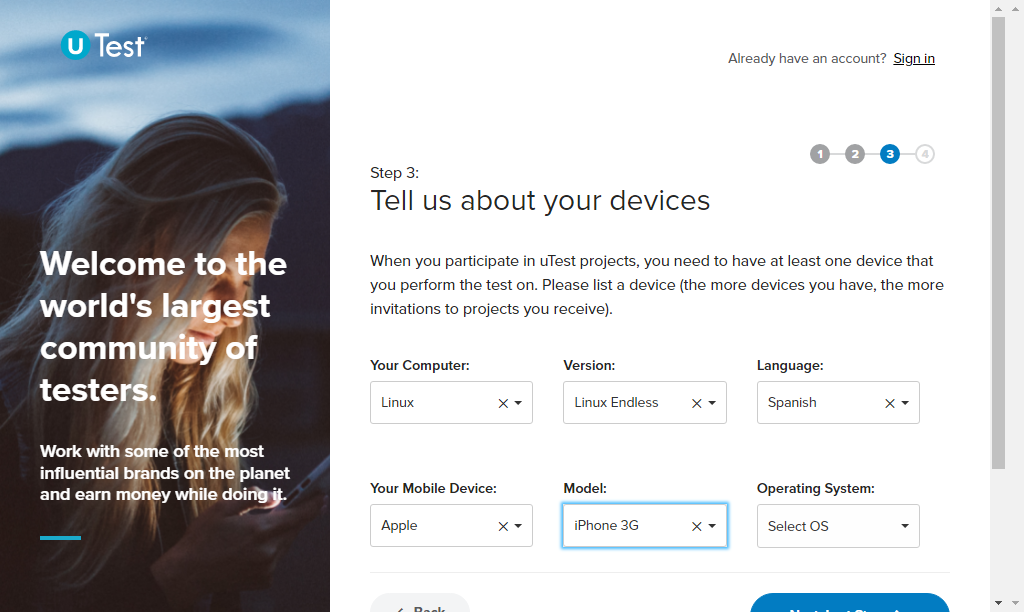 U Test
Already have an account? Sign in
1 2 3 4
Step 3:
Tell us about your devices
Welcome to the
world's largest
community of
testers.
Work with some of the most
influential brands on the planet
and earn money while doing it.
When you participate in uTest projects, you need to have at least one device that
you perform the test on. Please list a device (the more devices you have, the more
invitations to projects you receive).
Your Computer: Version: Language:
Linux Linux Endless Spanish
Your Mobile Device: Model: Operating System:
Apple iPhone 3G Select OS
Back